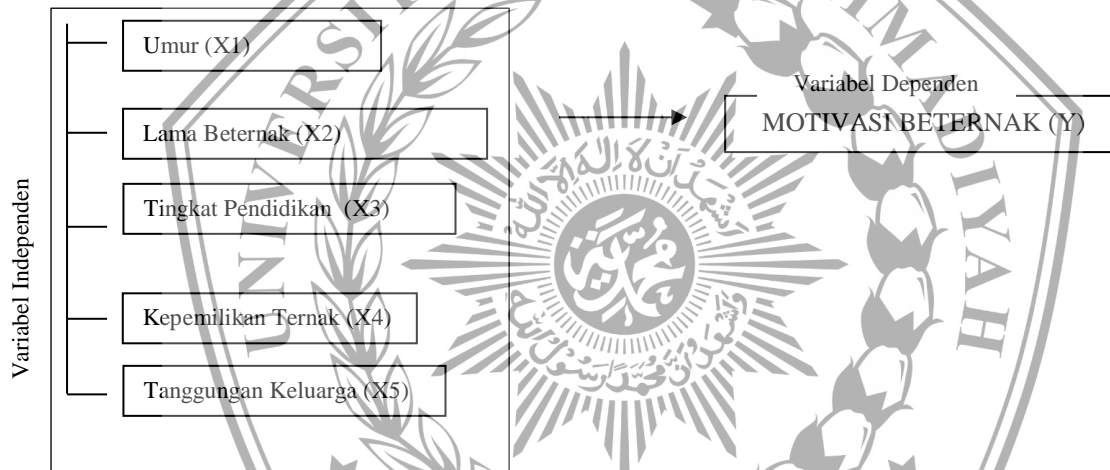 Variabel Independen
Umur (X1)
Lama Beternak (X2)
Tingkat Pendidikan (X3)
Kepemilikan Ternak (X4)
Tanggungan Keluarga (X5)
Variabel Dependen
MOTIVASI BETERNAK (Y)